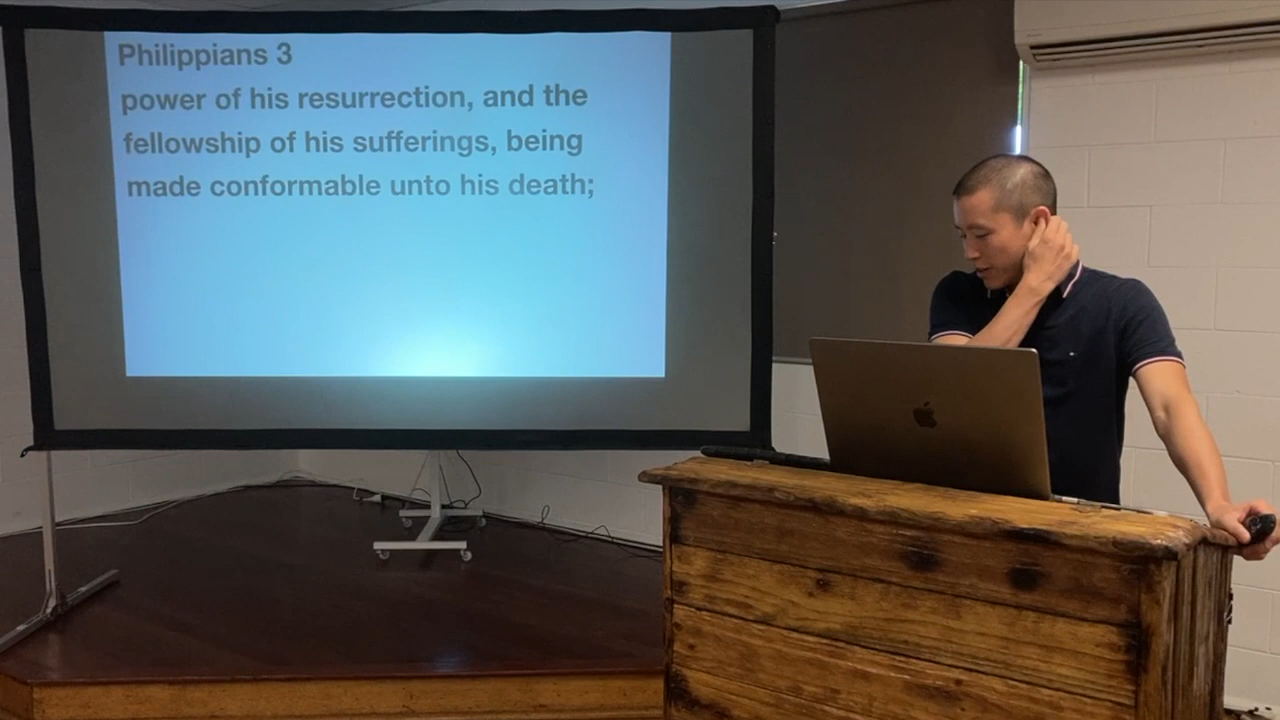 Philippians 3
power of his resurrection, and the
fellowship of his sufferings, being
made conformable unto his death;